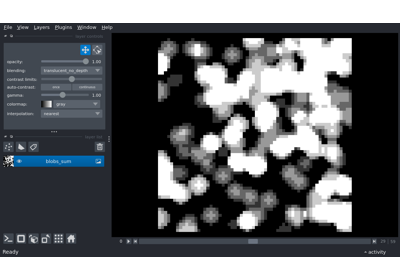 File View Layers Plugins Window Help
opacity: 1.00
blending: translucent_no_depth
contrast limits:
auto-contrast: once continuous
gamma: 1.00
colormap: gray
interpolation: nearest
blobs_sum
Ready
activity